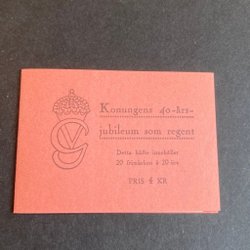 Konungens 40-års-
jubileum som regent
Detta häfte innehåller
20 frimärken à 20 öre
PRIS 4 KR